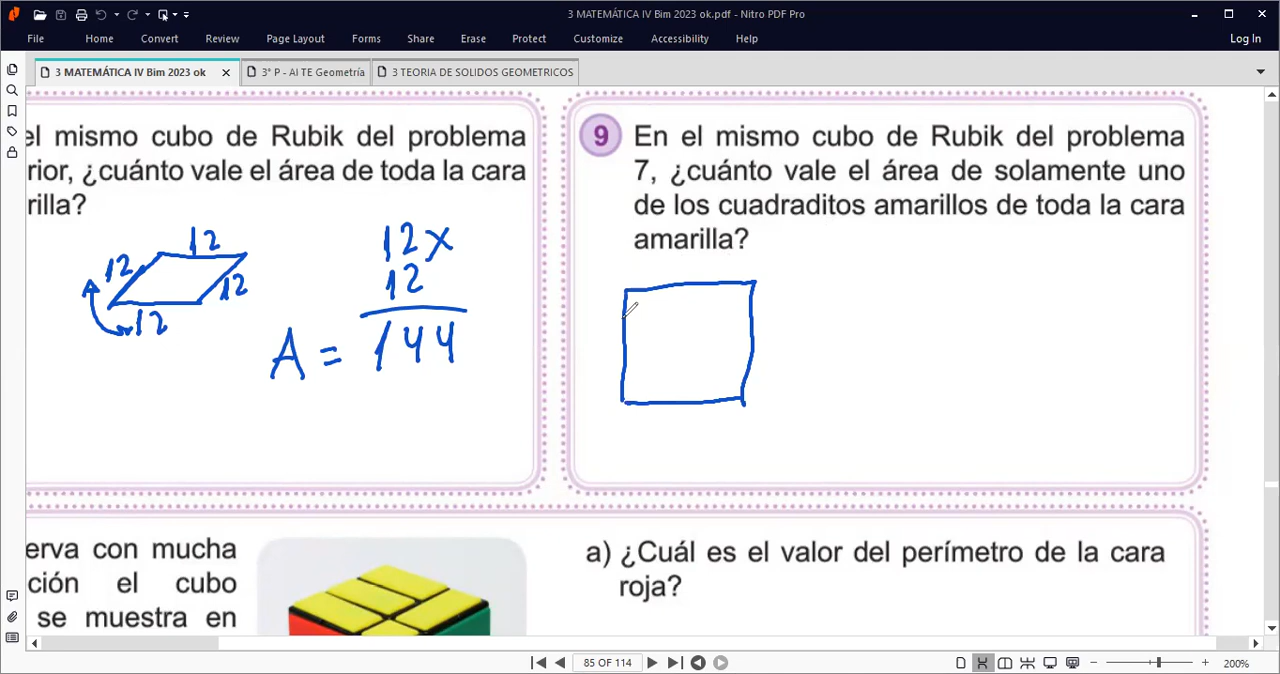 3 MATEMÁTICA IV Bim 2023 ok.pdf - Nitro PDF Pro
File Home Convert Review Page Layout Forms Share Erase Protect Customize Accessibility Help Log In
3 MATEMÁTICA IV Bim 2023 ok 3° P - AI TE Geometría 3 TEORIA DE SOLIDOS GEOMETRICOS
el mismo cubo de Rubik del problema
rior, ¿cuánto vale el área de toda la cara
rilla?
12
12
12
12
12 x
12
A = 144
9 En el mismo cubo de Rubik del problema
7, ¿cuánto vale el área de solamente uno
de los cuadraditos amarillos de toda la cara
amarilla?
erva con mucha
ción el cubo
se muestra en
a) ¿Cuál es el valor del perímetro de la cara
roja?
85 OF 114
200%